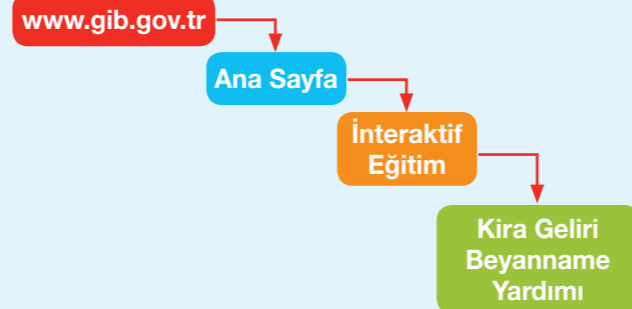 www.gib.gov.tr
Ana Sayfa
İnteraktif
Eğitim
Kira Geliri
Beyanname
Yardımı